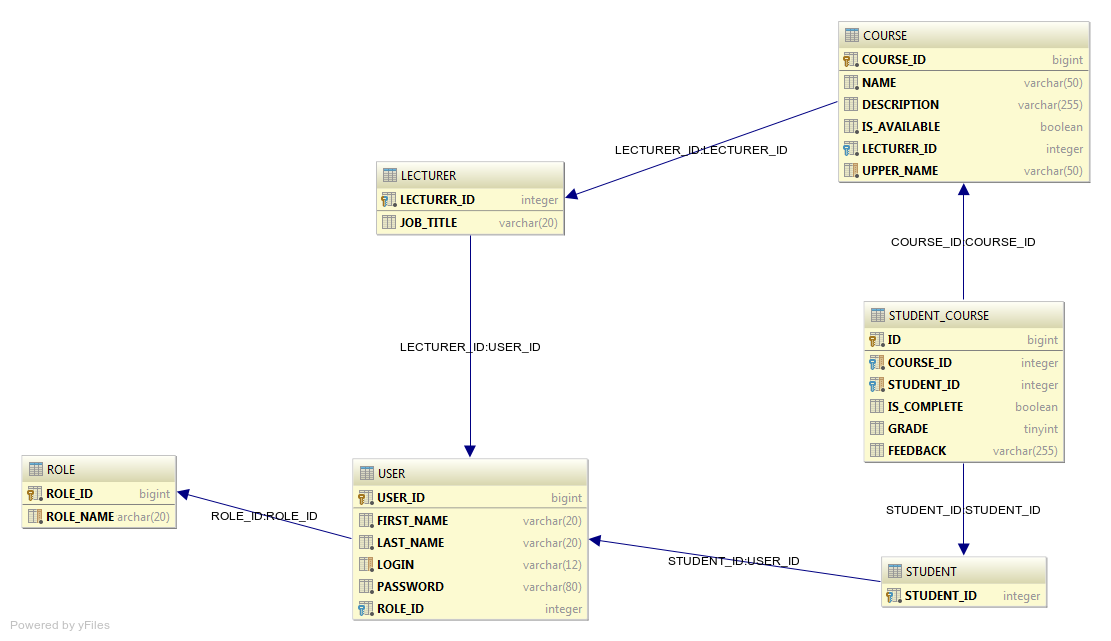 COURSE
COURSE_ID bigint
NAME varchar(50)
DESCRIPTION varchar(255)
IS_AVAILABLE boolean
LECTURER_ID integer
UPPER_NAME varchar(50)
LECTURER_ID:LECTURER_ID
LECTURER
LECTURER_ID integer
JOB_TITLE varchar(20)
COURSE_ID:COURSE_ID
STUDENT_COURSE
ID bigint
COURSE_ID integer
STUDENT_ID integer
IS_COMPLETE boolean
GRADE tinyint
FEEDBACK varchar(255)
LECTURER_ID:USER_ID
ROLE
ROLE_ID bigint
ROLE_NAME archar(20)
ROLE_ID:ROLE_ID
USER
USER_ID bigint
FIRST_NAME varchar(20)
LAST_NAME varchar(20)
LOGIN varchar(12)
PASSWORD varchar(80)
ROLE_ID integer
STUDENT_ID:STUDENT_ID
STUDENT_ID:USER_ID
STUDENT
STUDENT_ID integer
Powered by yFiles